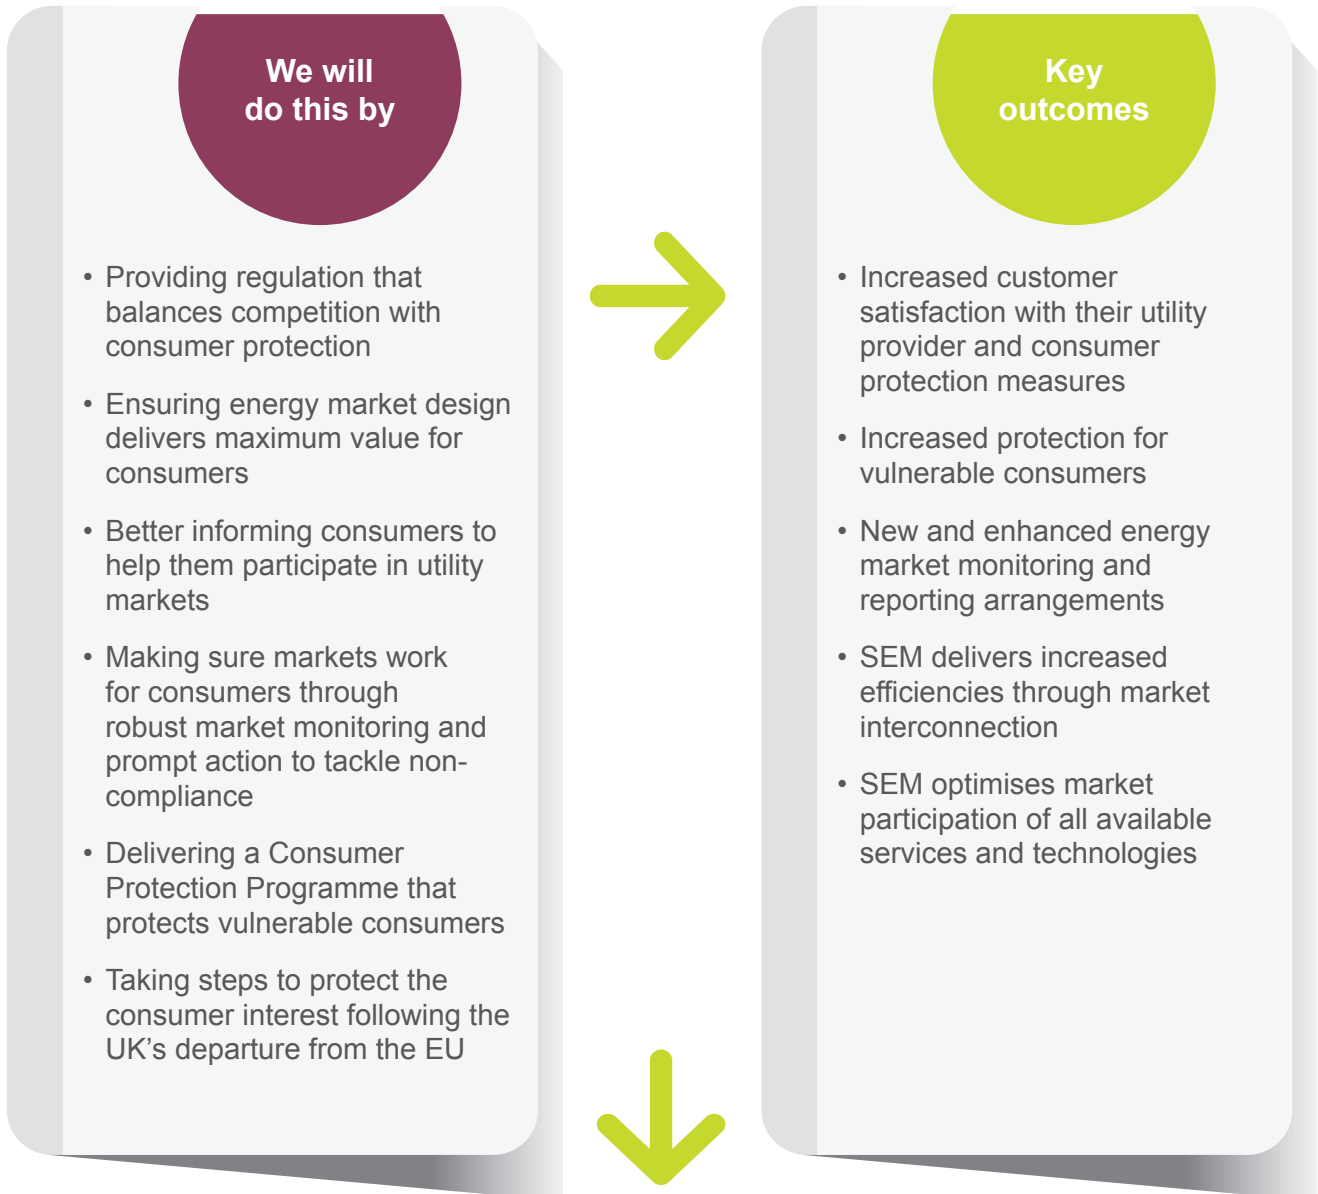 We will
do this by
• Providing regulation that
balances competition with
consumer protection
• Ensuring energy market design
delivers maximum value for
consumers
• Better informing consumers to
help them participate in utility
markets
• Making sure markets work
for consumers through
robust market monitoring and
prompt action to tackle non-
compliance
• Delivering a Consumer
Protection Programme that
protects vulnerable consumers
• Taking steps to protect the
consumer interest following the
UK’s departure from the EU
Key
outcomes
• Increased customer
satisfaction with their utility
provider and consumer
protection measures
• Increased protection for
vulnerable consumers
• New and enhanced energy
market monitoring and
reporting arrangements
• SEM delivers increased
efficiencies through market
interconnection
• SEM optimises market
participation of all available
services and technologies